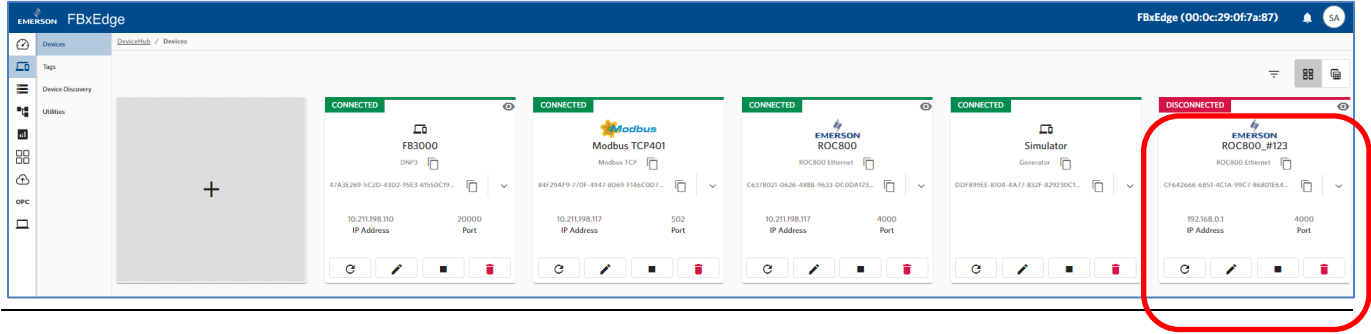 EMERSON FBxEdge
FBxEdge (00:0c:29:0f:7a:87)
SA
Devices
Tags
Device Discovery
Utilities
OPC
DeviceHub / Devices
+
CONNECTED
FB3000
DNP3
47A3E269-5C2D-43D2-95E3-61550C19...
10.211.198.110 20000
IP Address Port
CONNECTED
Modbus
Modbus TCP401
Modbus TCP
84F29AF9-770F-4947-8069-F146C0D7...
10.211.198.117 502
IP Address Port
CONNECTED
EMERSON
ROC800
ROC800 Ethernet
C6378021-0626-488B-9633-DC0DA123...
10.211.198.117 4000
IP Address Port
CONNECTED
Simulator
Generator
DDF899EE-8104-4A77-832F-829230C1...
DISCONNECTED
EMERSON
ROC800_#123
ROC800 Ethernet
CF642666-6851-4C1A-99C7-B6801E64...
192.168.0.1 4000
IP Address Port